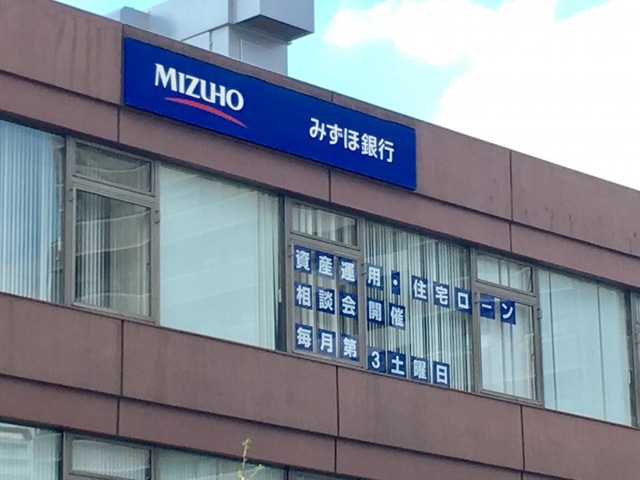 MIZUHO
みずほ銀行
資産運用・住宅ローン
相談会開催
毎月第3土曜日